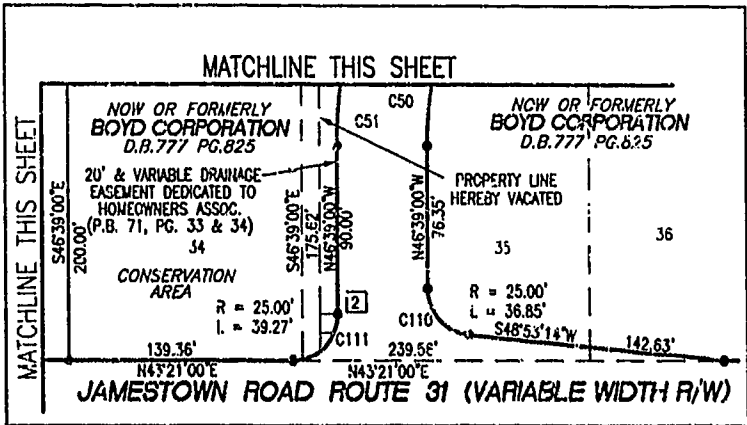 MATCHLINE THIS SHEET
MATCHLINE THIS SHEET
S46°39'00"E
200.00'
NOW OR FORMERLY
BOYD CORPORATION
D.B.777 PG.825
20' & VARIABLE DRAINAGE
EASEMENT DEDICATED TO
HOMEOWNERS ASSOC.
(P.B. 71, PG. 33 & 34)
34
CONSERVATION
AREA
R = 25.00'
L = 39.27'
S46°39'00"E
175.62'
N46°39'00"W
90.00'
C51
C50
PROPERTY LINE
HEREBY VACATED
N46°39'00"W
76.35'
NOW OR FORMERLY
BOYD CORPORATION
D.B.777 PG.825
35
36
R = 25.00'
L = 36.85'
12
C111
C110
S48°53'14"W
142.63'
139.36'
N43°21'00"E
239.56'
N43°21'00"E
JAMESTOWN ROAD ROUTE 31 (VARIABLE WIDTH R/W)